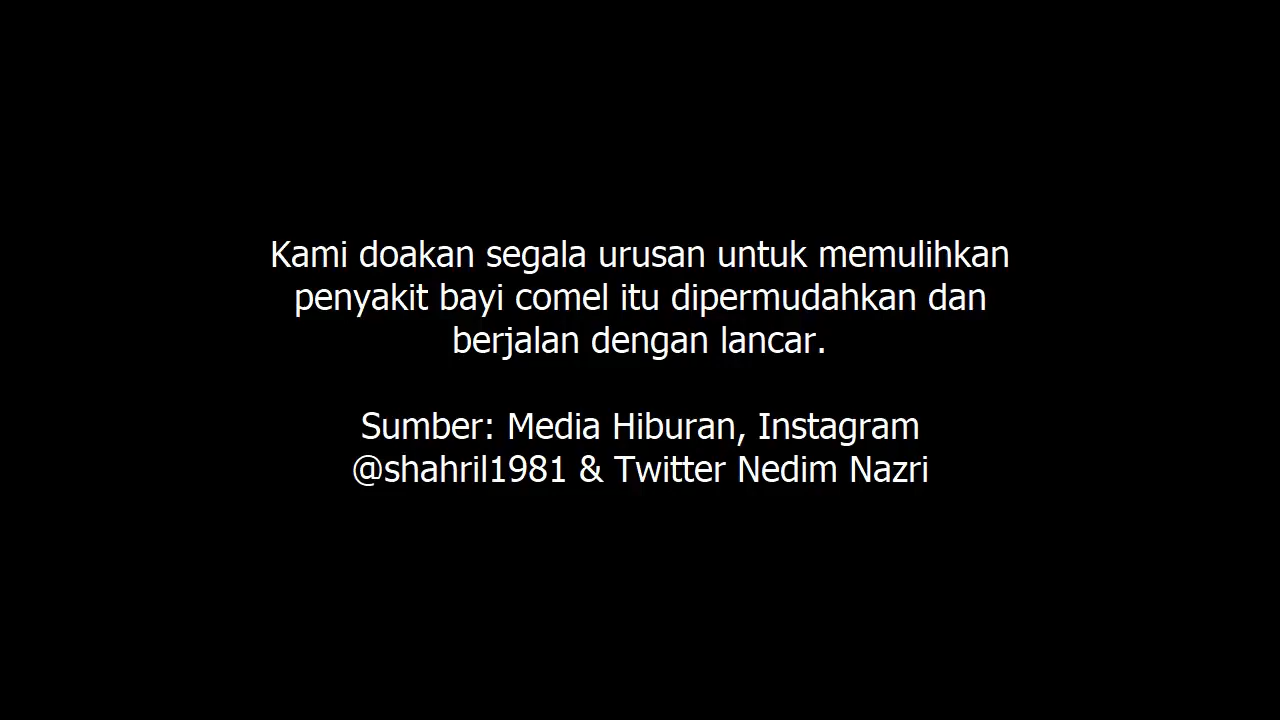 Kami doakan segala urusan untuk memulihkan
penyakit bayi comel itu dipermudahkan dan
berjalan dengan lancar.
Sumber: Media Hiburan, Instagram
@shahril1981 & Twitter Nedim Nazri